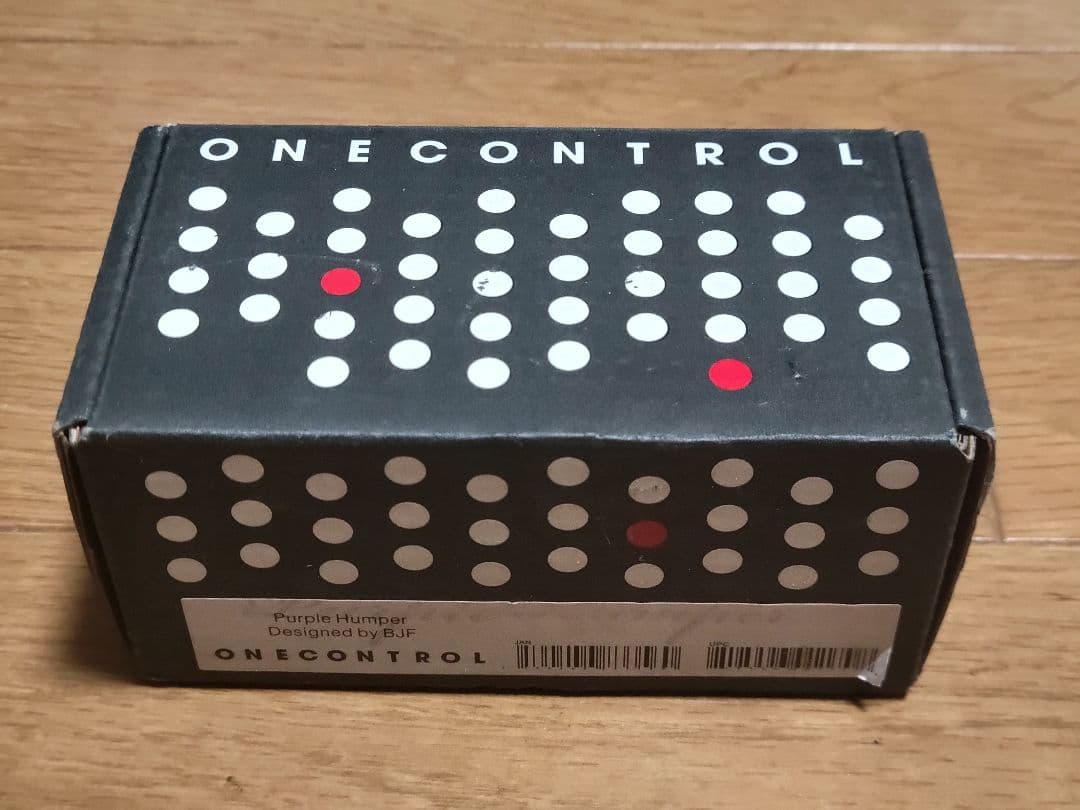 ONECONTROL
Purple Humper
Designed by BJF
ONECONTROL
JAN
UPC